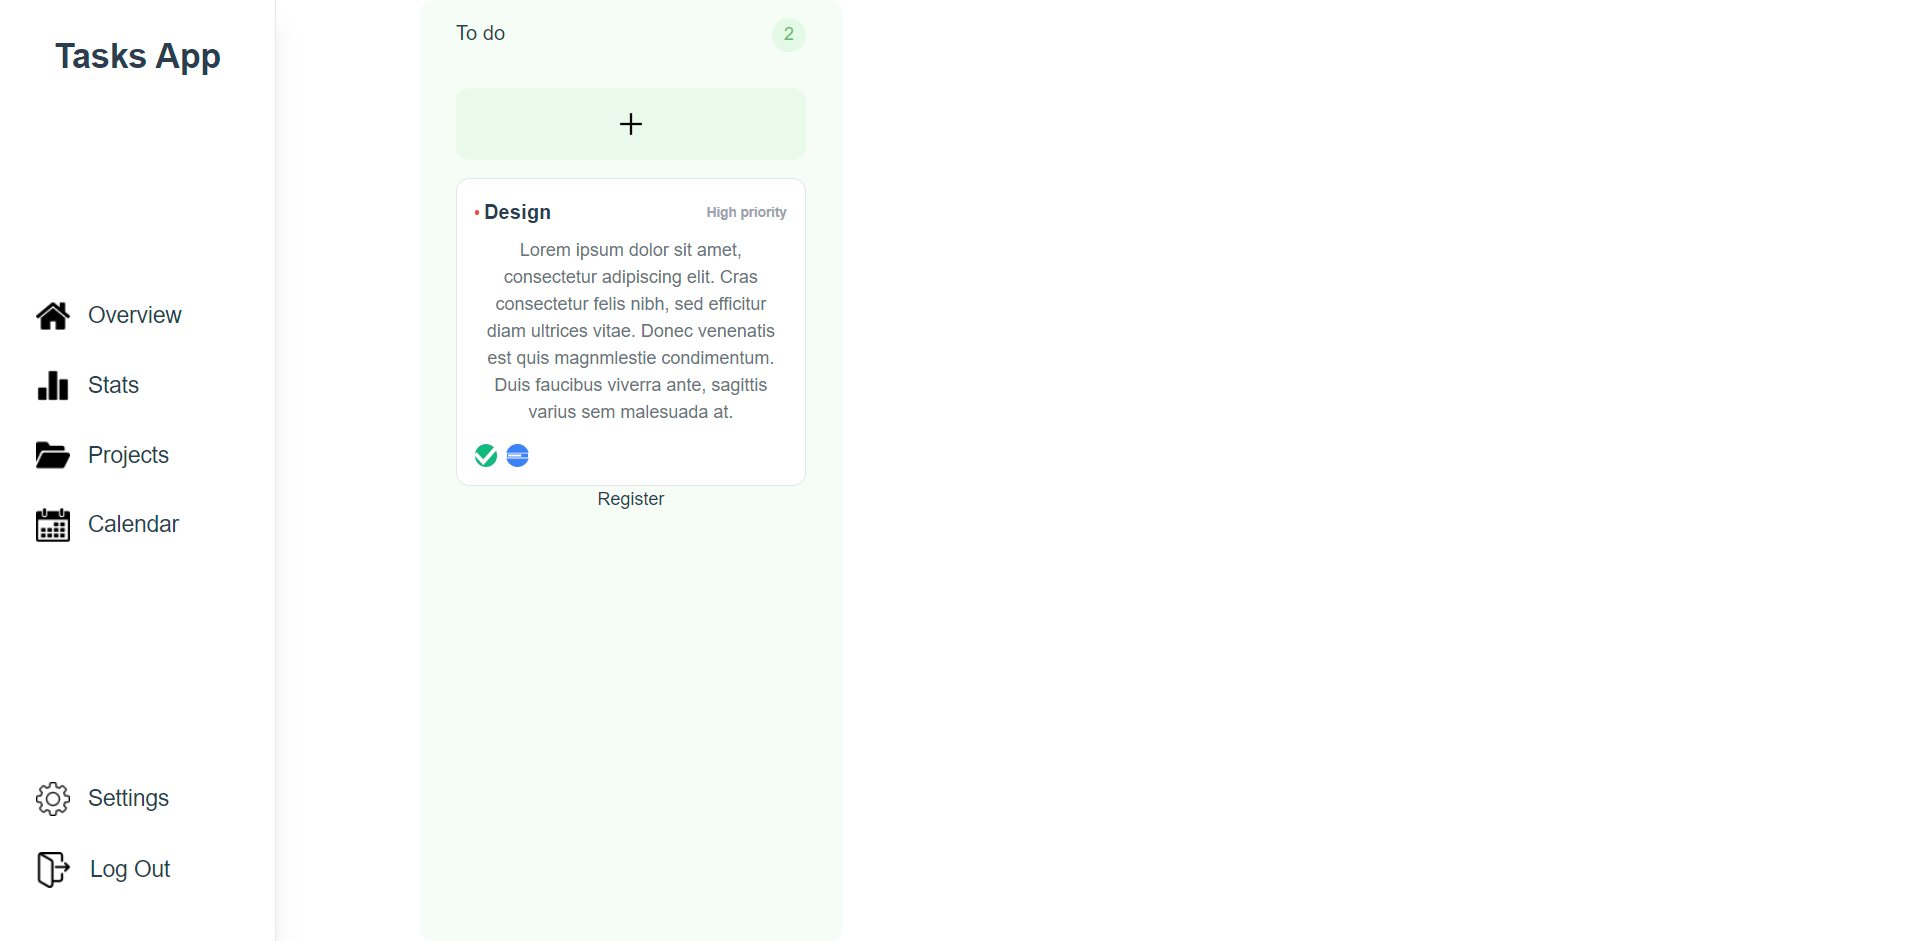 Tasks App
Overview
Stats
Projects
Calendar
Settings
Log Out
To do
2
+
Design
High priority
Lorem ipsum dolor sit amet,
consectetur adipiscing elit. Cras
consectetur felis nibh, sed efficitur
diam ultrices vitae. Donec venenatis
est quis magnmlestie condimentum.
Duis faucibus viverra ante, sagittis
varius sem malesuada at.
Register